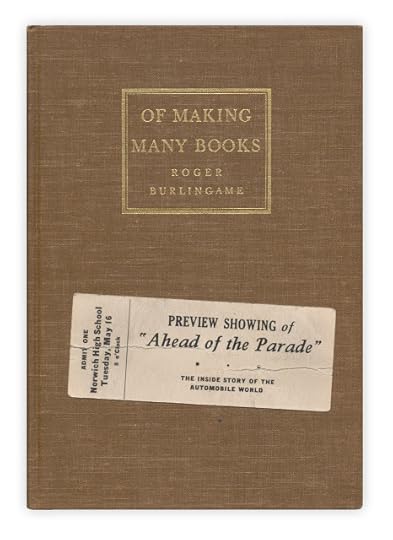 OF MAKING
MANY BOOKS
ROGER
BURLINGAME
ADMIT ONE
Norwich High School
Tuesday, May 16
8 o'Clock
PREVIEW SHOWING of
"Ahead of the Parade"
THE INSIDE STORY OF THE
AUTOMOBILE WORLD